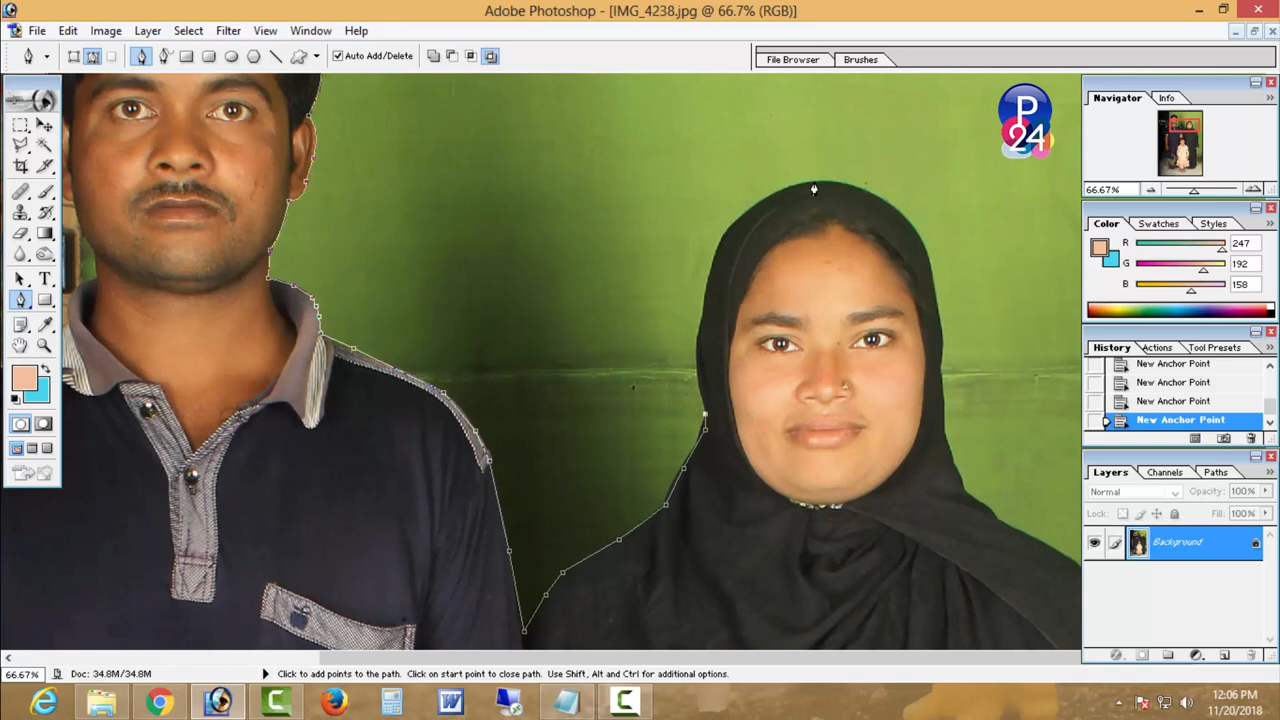 Adobe Photoshop - [IMG_4238.jpg @ 66.7% (RGB)]
File Edit Image Layer Select Filter View Window Help
Auto Add/Delete
File Browser Brushes
P
24
Navigator Info
66.67%
Color Swatches Styles
R 247
G 192
B 158
History Actions Tool Presets
New Anchor Point
New Anchor Point
New Anchor Point
New Anchor Point
Layers Channels Paths
Normal Opacity: 100%
Lock: Fill: 100%
Background
66.67% Doc: 34.8M/34.8M Click to add points to the path. Click on start point to close path. Use Shift, Alt and Ctrl for additional options.
12:06 PM
11/20/2018